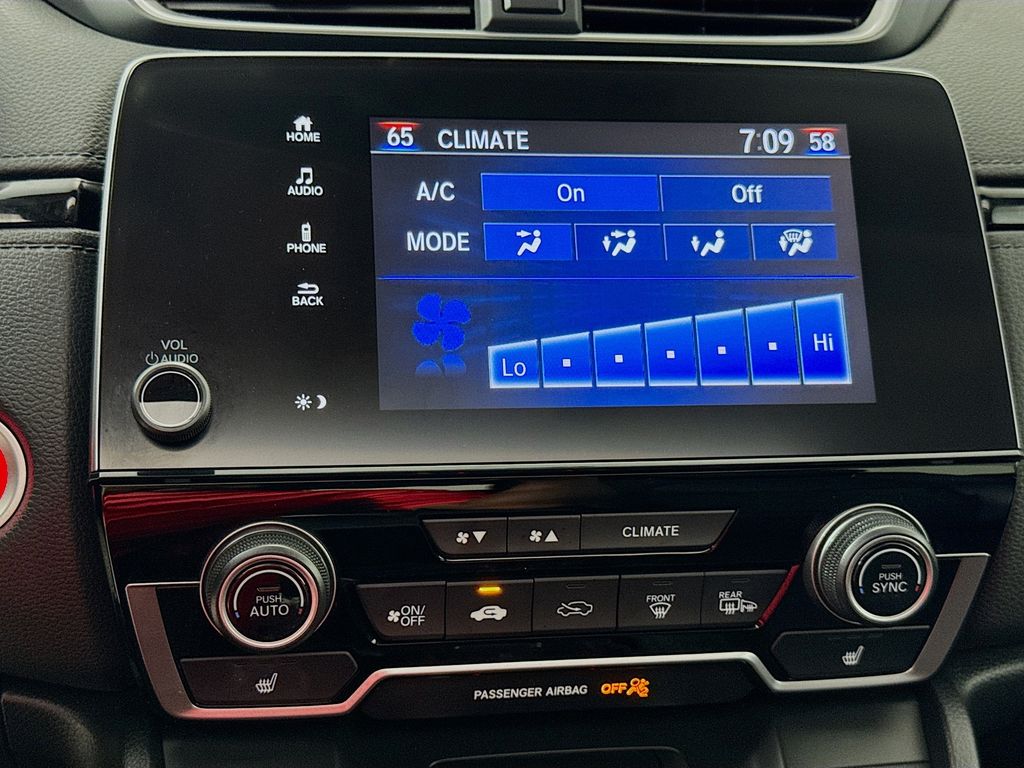 HOME
AUDIO
PHONE
BACK
65 CLIMATE 7:09 58
A/C On Off
MODE
Lo Hi
VOL
AUDIO
CLIMATE
PUSH
AUTO
ON/
OFF
FRONT
REAR
PUSH
SYNC
PASSENGER AIRBAG OFF